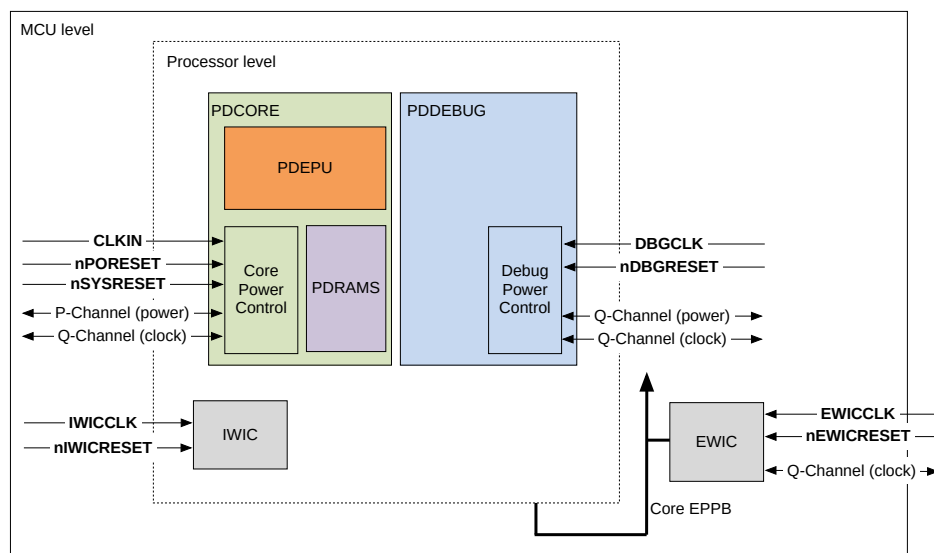 MCU level
Processor level
PDCORE
PDDEBUG
PDEPU
CLKIN
nPORESET
nSYSRESET
P-Channel (power)
Q-Channel (clock)
Core
Power
Control
PDRAMS
Debug
Power
Control
DBGCLK
nDBGRESET
Q-Channel (power)
Q-Channel (clock)
IWICCLK
nIWICRESET
IWIC
EWIC
EWICCLK
nEWICRESET
Q-Channel (clock)
Core EPPB